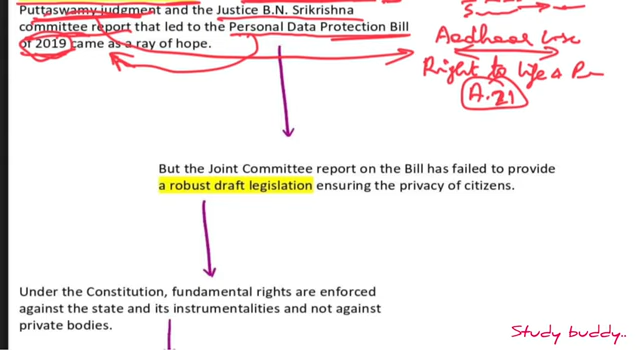 Puttaswamy judgment and the Justice B.N. Srikrishna
committee report that led to the Personal Data Protection Bill
of 2019 came as a ray of hope.
Aadhaar
Right to life &
A.21
But the Joint Committee report on the Bill has failed to provide
a robust draft legislation ensuring the privacy of citizens.
Under the Constitution, fundamental rights are enforced
against the state and its instrumentalities and not against
private bodies.
Study buddy..